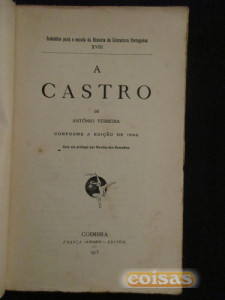 Subsídios para o estudo da História da Literatura Portuguesa
XVIII
A
CASTRO
DE
ANTÓNIO FERREIRA
CONFORME A EDIÇÃO DE
COIMBRA
FRANÇA AMADO — EDITOR
coisas